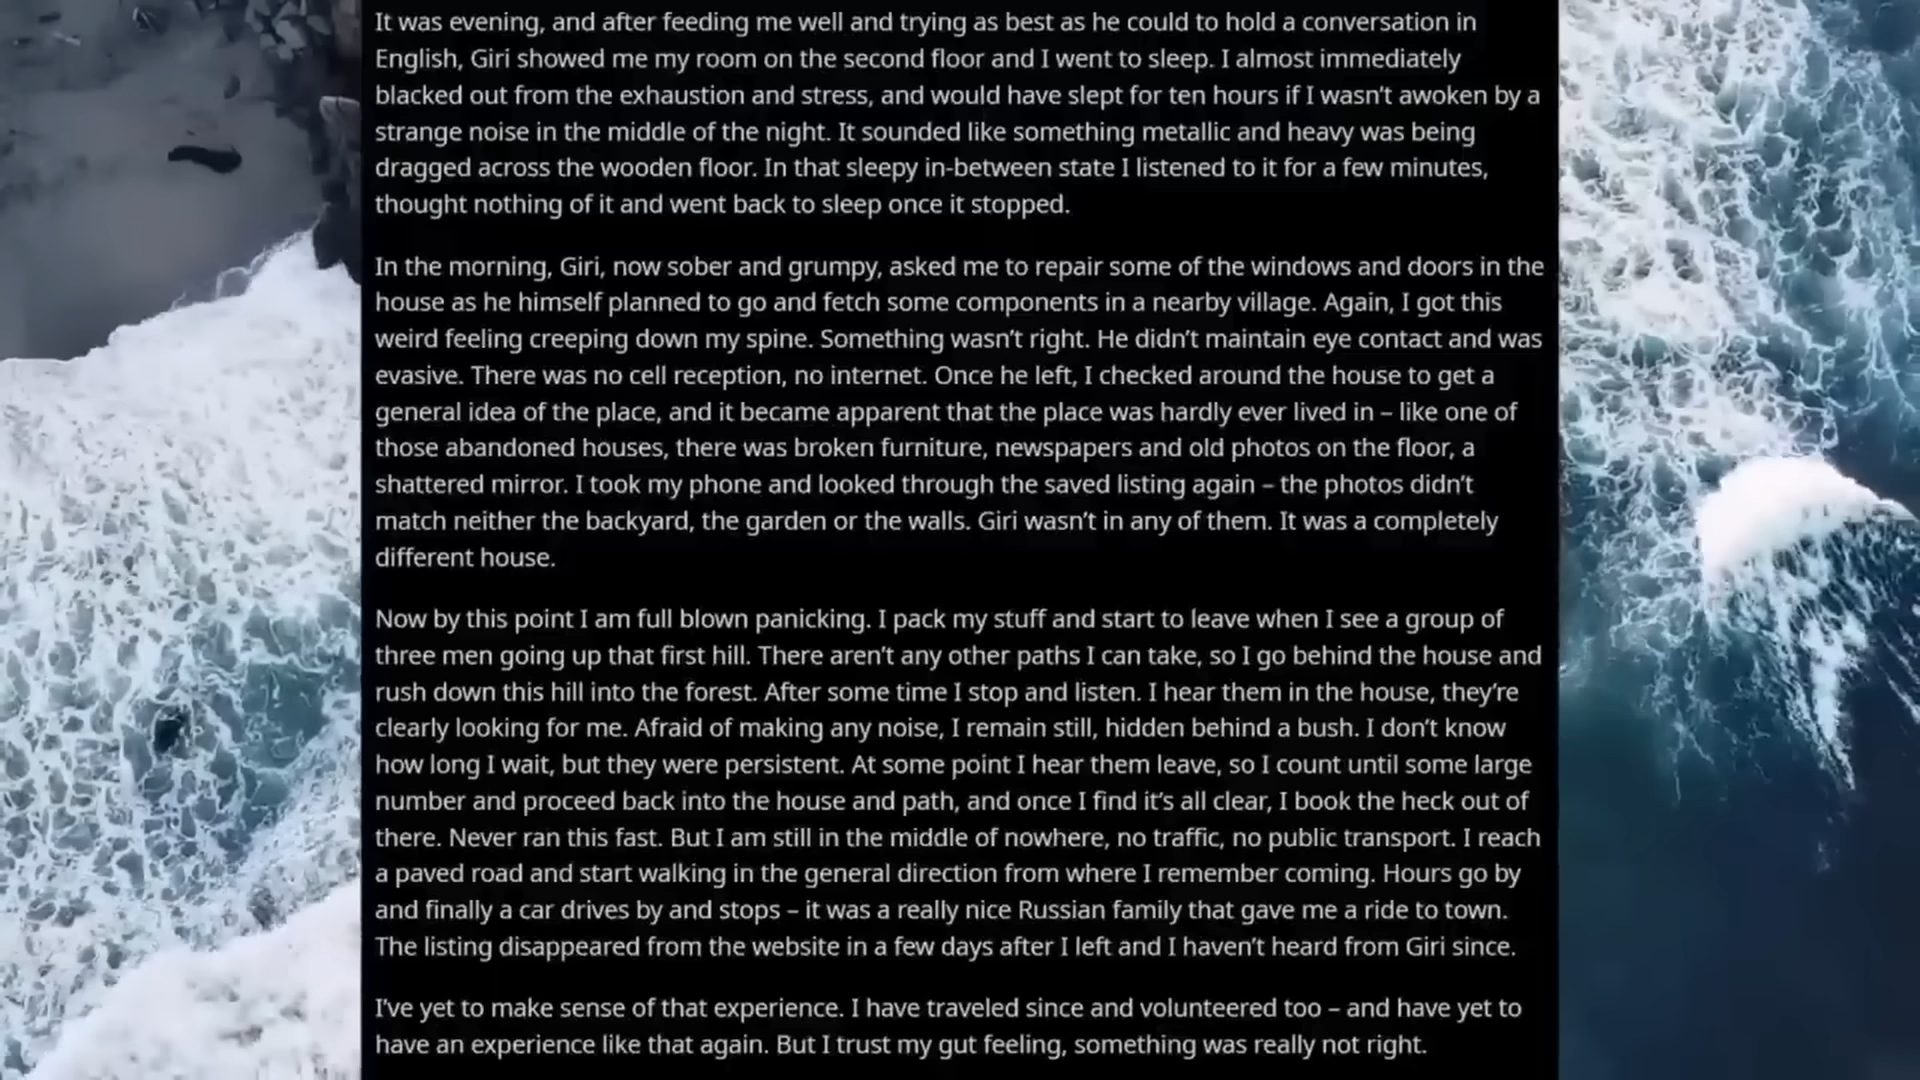 It was evening, and after feeding me well and trying as best as he could to hold a conversation in
English, Giri showed me my room on the second floor and I went to sleep. I almost immediately
blacked out from the exhaustion and stress, and would have slept for ten hours if I wasn't awoken by a
strange noise in the middle of the night. It sounded like something metallic and heavy was being
dragged across the wooden floor. In that sleepy in-between state I listened to it for a few minutes,
thought nothing of it and went back to sleep once it stopped.
In the morning, Giri, now sober and grumpy, asked me to repair some of the windows and doors in the
house as he himself planned to go and fetch some components in a nearby village. Again, I got this
weird feeling creeping down my spine. Something wasn't right. He didn't maintain eye contact and was
evasive. There was no cell reception, no internet. Once he left, I checked around the house to get a
general idea of the place, and it became apparent that the place was hardly ever lived in – like one of
those abandoned houses, there was broken furniture, newspapers and old photos on the floor, a
shattered mirror. I took my phone and looked through the saved listing again – the photos didn't
match neither the backyard, the garden or the walls. Giri wasn't in any of them. It was a completely
different house.
Now by this point I am full blown panicking. I pack my stuff and start to leave when I see a group of
three men going up that first hill. There aren't any other paths I can take, so I go behind the house and
rush down this hill into the forest. After some time I stop and listen. I hear them in the house, they're
clearly looking for me. Afraid of making any noise, I remain still, hidden behind a bush. I don't know
how long I wait, but they were persistent. At some point I hear them leave, so I count until some large
number and proceed back into the house and path, and once I find it's all clear, I book the heck out of
there. Never ran this fast. But I am still in the middle of nowhere, no traffic, no public transport. I reach
a paved road and start walking in the general direction from where I remember coming. Hours go by
and finally a car drives by and stops – it was a really nice Russian family that gave me a ride to town.
The listing disappeared from the website in a few days after I left and I haven't heard from Giri since.
I've yet to make sense of that experience. I have traveled since and volunteered too – and have yet to
have an experience like that again. But I trust my gut feeling, something was really not right.